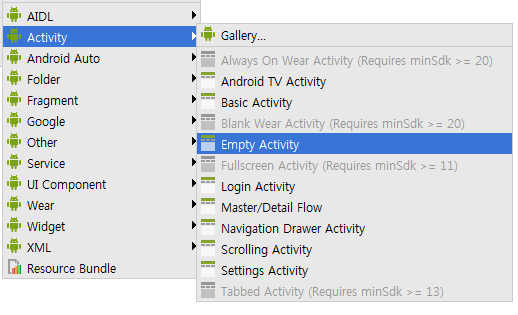 AIDL
Activity
Android Auto
Folder
Fragment
Google
Other
Service
UI Component
Wear
Widget
XML
Resource Bundle
Gallery...
Always On Wear Activity (Requires minSdk >= 20)
Android TV Activity
Basic Activity
Blank Wear Activity (Requires minSdk >= 20)
Empty Activity
Fullscreen Activity (Requires minSdk >= 11)
Login Activity
Master/Detail Flow
Navigation Drawer Activity
Scrolling Activity
Settings Activity
Tabbed Activity (Requires minSdk >= 13)